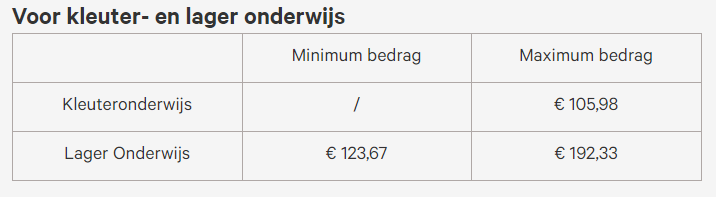 Voor kleuter- en lager onderwijs
Minimum bedrag Maximum bedrag
Kleuteronderwijs / € 105,98
Lager Onderwijs € 123,67 € 192,33